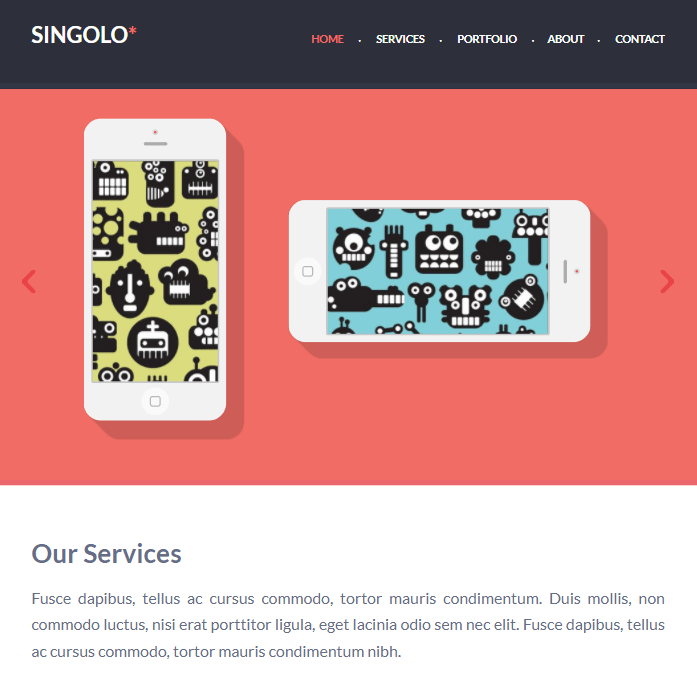 SINGOLO*
HOME · SERVICES · PORTFOLIO · ABOUT · CONTACT
Our Services
Fusce dapibus, tellus ac cursus commodo, tortor mauris condimentum. Duis mollis, non
commodo luctus, nisi erat porttitor ligula, eget lacinia odio sem nec elit. Fusce dapibus, tellus
ac cursus commodo, tortor mauris condimentum nibh.